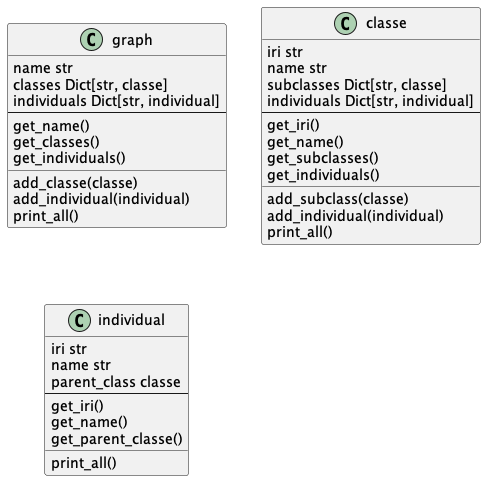 C graph
name str
classes Dict[str, classe]
individuals Dict[str, individual]
get_name()
get_classes()
get_individuals()
add_classe(classe)
add_individual(individual)
print_all()
C classe
iri str
name str
subclasses Dict[str, classe]
individuals Dict[str, individual]
get_iri()
get_name()
get_subclasses()
get_individuals()
add_subclass(classe)
add_individual(individual)
print_all()
C individual
iri str
name str
parent_class classe
get_iri()
get_name()
get_parent_classe()
print_all()